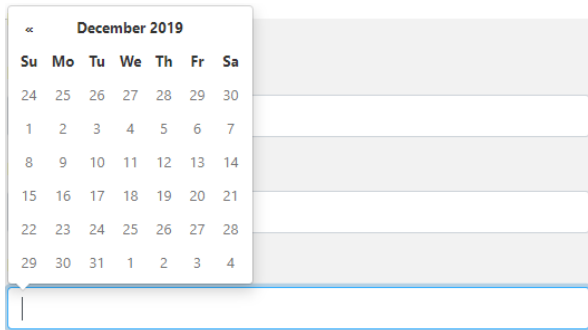 « December 2019
Su Mo Tu We Th Fr Sa
24 25 26 27 28 29 30
1 2 3 4 5 6 7
8 9 10 11 12 13 14
15 16 17 18 19 20 21
22 23 24 25 26 27 28
29 30 31 1 2 3 4